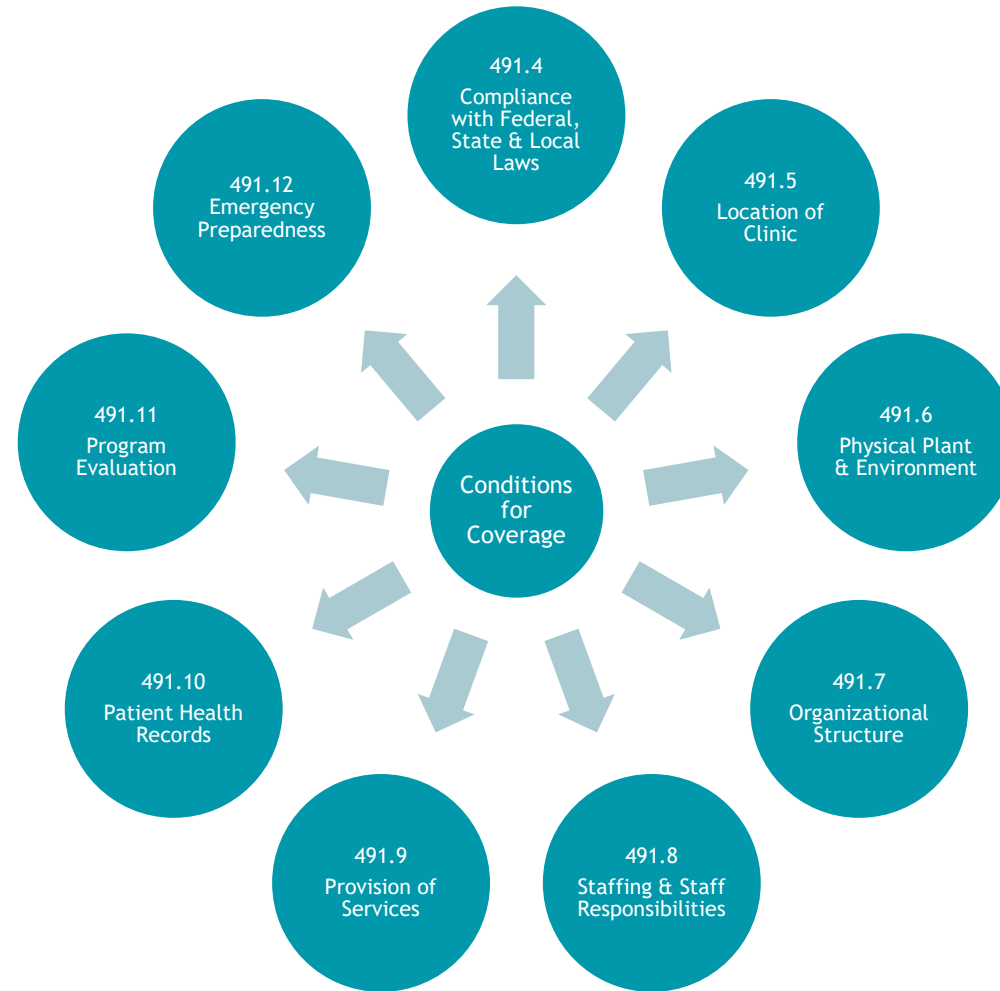 491.4
Compliance
with Federal,
State & Local
Laws
491.5
Location of
Clinic
491.6
Physical Plant
& Environment
491.7
Organizational
Structure
491.8
Staffing & Staff
Responsibilities
491.9
Provision of
Services
491.10
Patient Health
Records
491.11
Program
Evaluation
491.12
Emergency
Preparedness
Conditions
for
Coverage